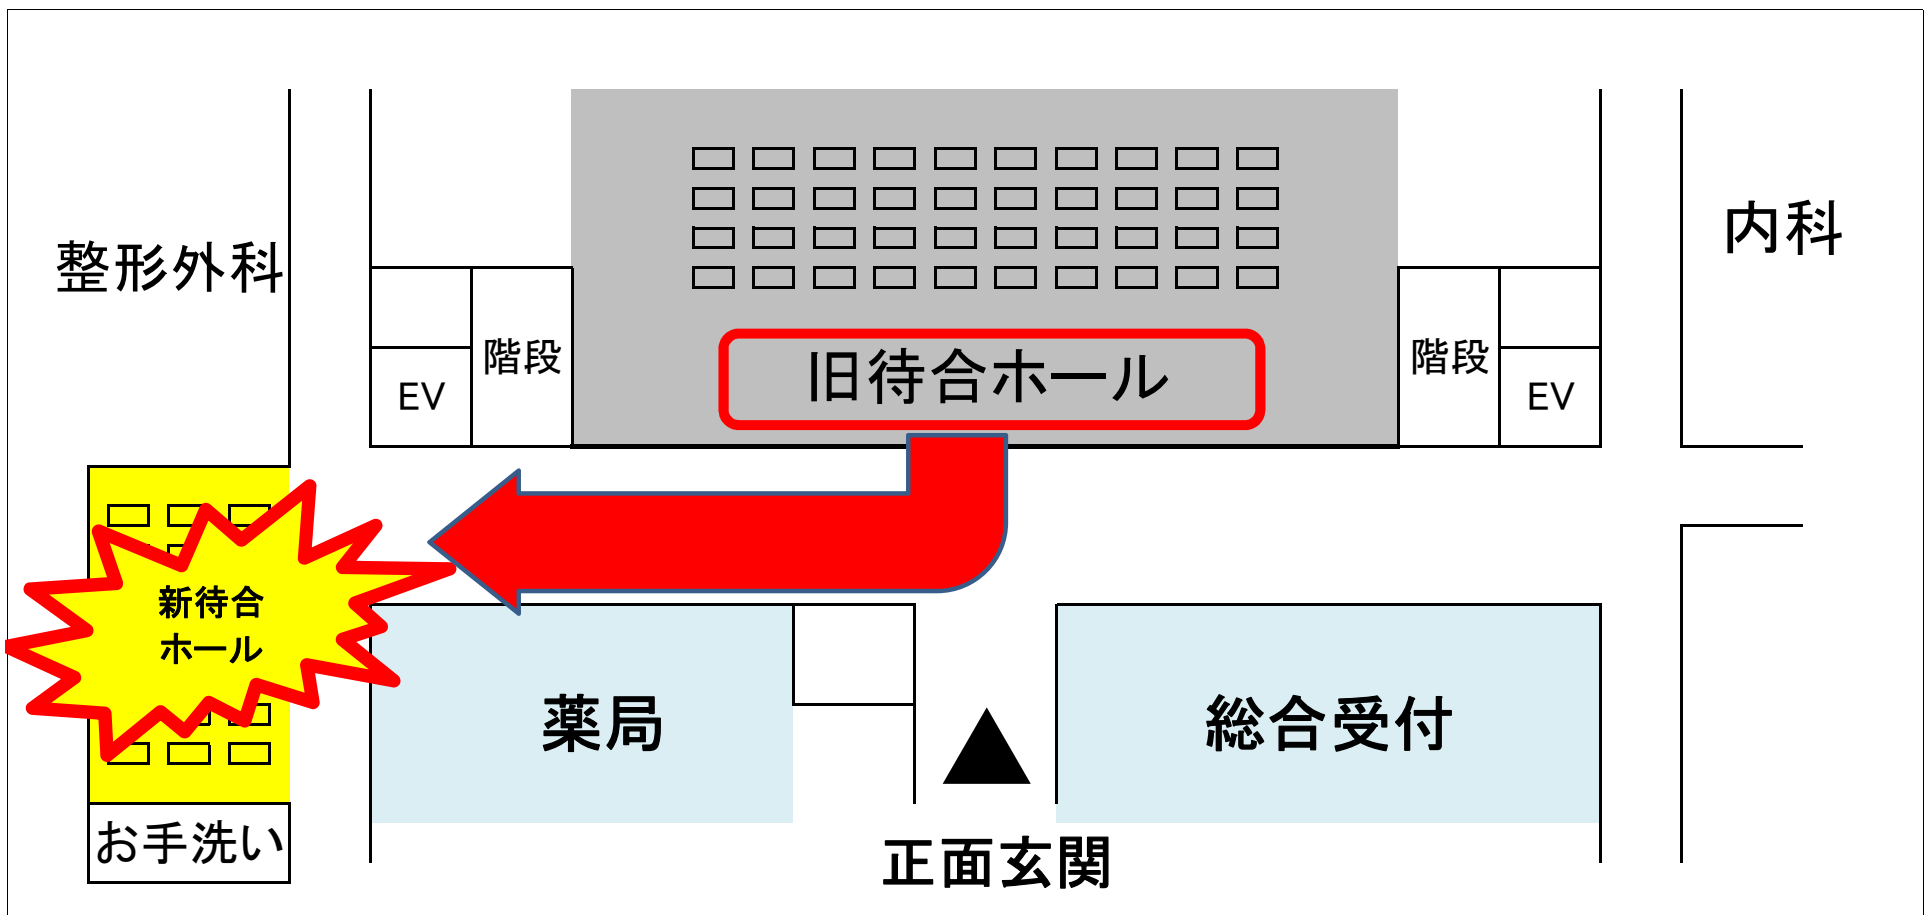 整形外科
内科
階段
EV
旧待合ホール
階段
EV
新待合
ホール
薬局
総合受付
お手洗い
正面玄関